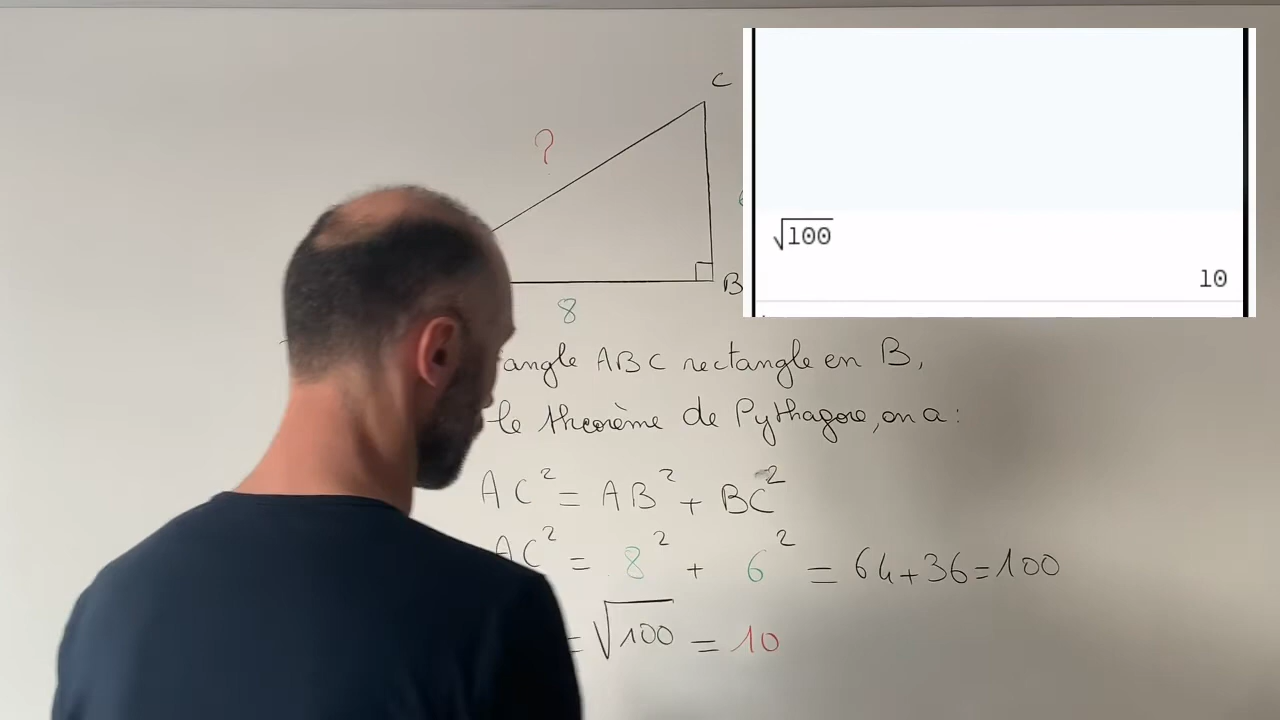 C
?
√100
10
B
8
angle ABC rectangle en B,
le théorème de Pythagore, on a :
AC² = AB² + BC²
AC² = 8² + 6² = 64+36=100
= √100 = 10